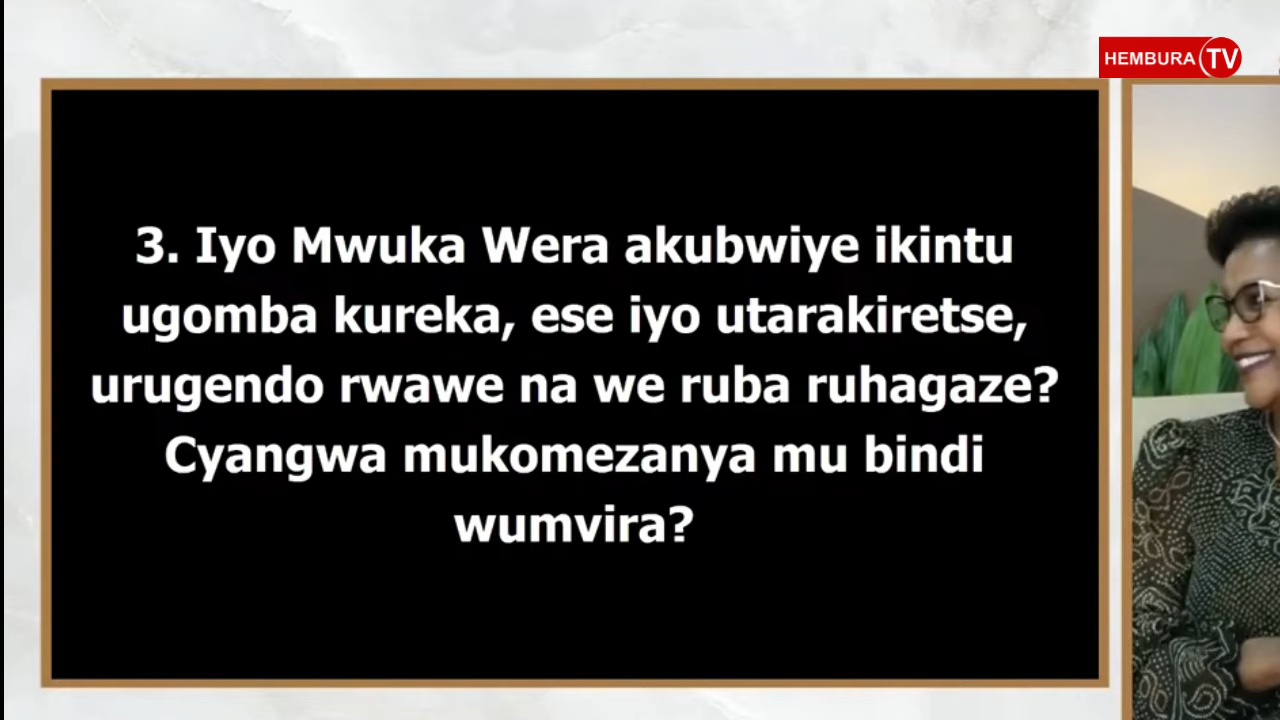 HEMBURA TV
3. Iyo Mwuka Wera akubwiye ikintu
ugomba kureka, ese iyo utarakiretse,
urugendo rwawe na we ruba ruhagaze?
Cyangwa mukomezanya mu bindi
wumvira?